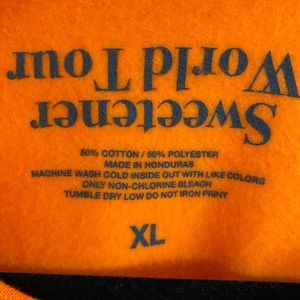 Sweetener
World Tour
50% COTTON / 50% POLYESTER
MADE IN HONDURAS
MACHINE WASH COLD INSIDE OUT WITH LIKE COLORS
ONLY NON-CHLORINE BLEACH
TUMBLE DRY LOW DO NOT IRON PRINT
XL